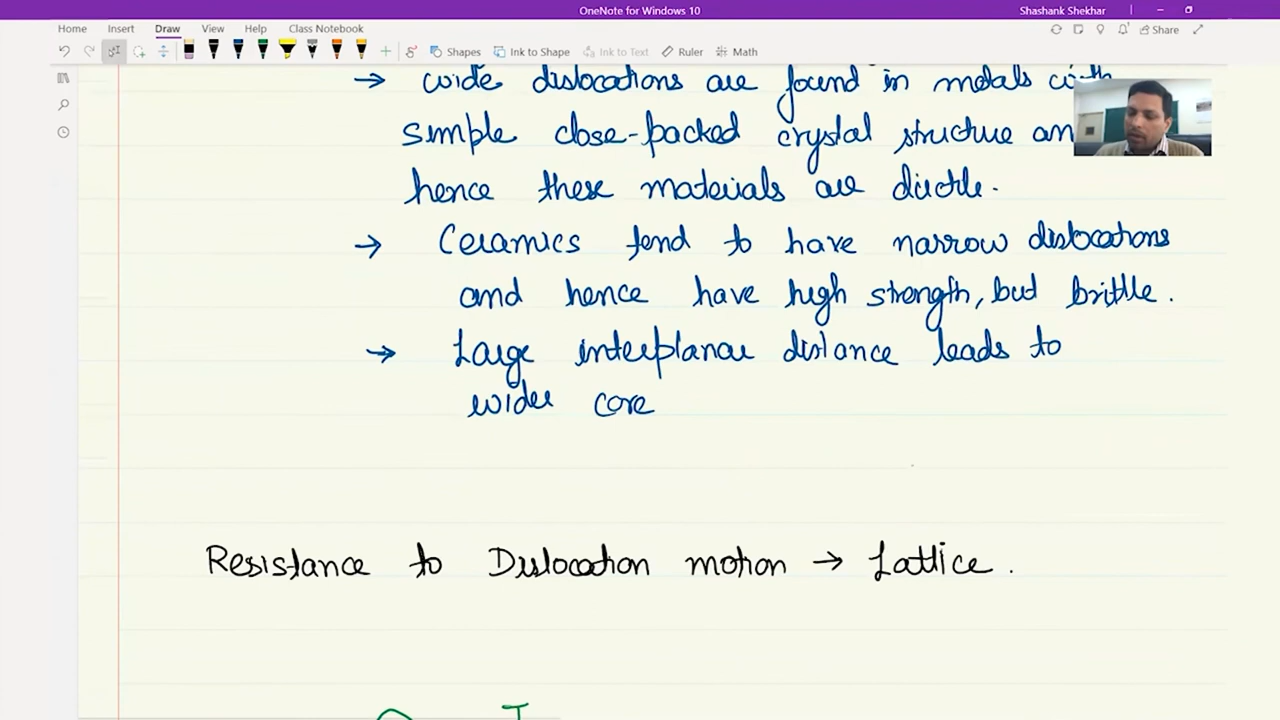 OneNote for Windows 10
Shashank Shekhar
Home Insert Draw View Help Class Notebook
Shapes Ink to Shape Ink to Text Ruler Math
Share
→ wide dislocations are found in metals with
simple close-packed crystal structure an
hence these materials are ductile.
→ Ceramics tend to have narrow dislocations
and hence have high strength, but brittle.
→ Large interplanar distance leads to
wider core
Resistance to Dislocation motion → Lattice.